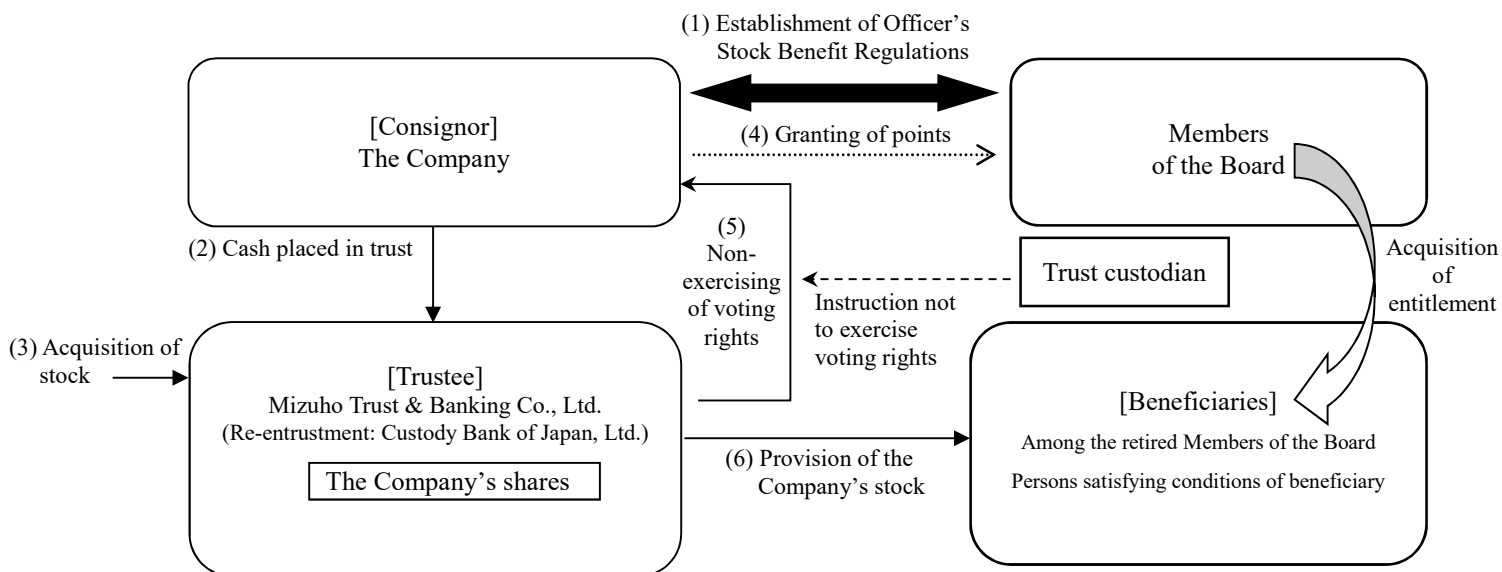 (1) Establishment of Officer’s
Stock Benefit Regulations
[Consignor]
The Company
(4) Granting of points
Members
of the Board
(2) Cash placed in trust
(5)
Non-
exercising
of voting
rights
Instruction not
to exercise
voting rights
Trust custodian
Acquisition
of
entitlement
(3) Acquisition of
stock
[Trustee]
Mizuho Trust & Banking Co., Ltd.
(Re-entrustment: Custody Bank of Japan, Ltd.)
The Company’s shares
(6) Provision of the
Company’s stock
[Beneficiaries]
Among the retired Members of the Board
Persons satisfying conditions of beneficiary